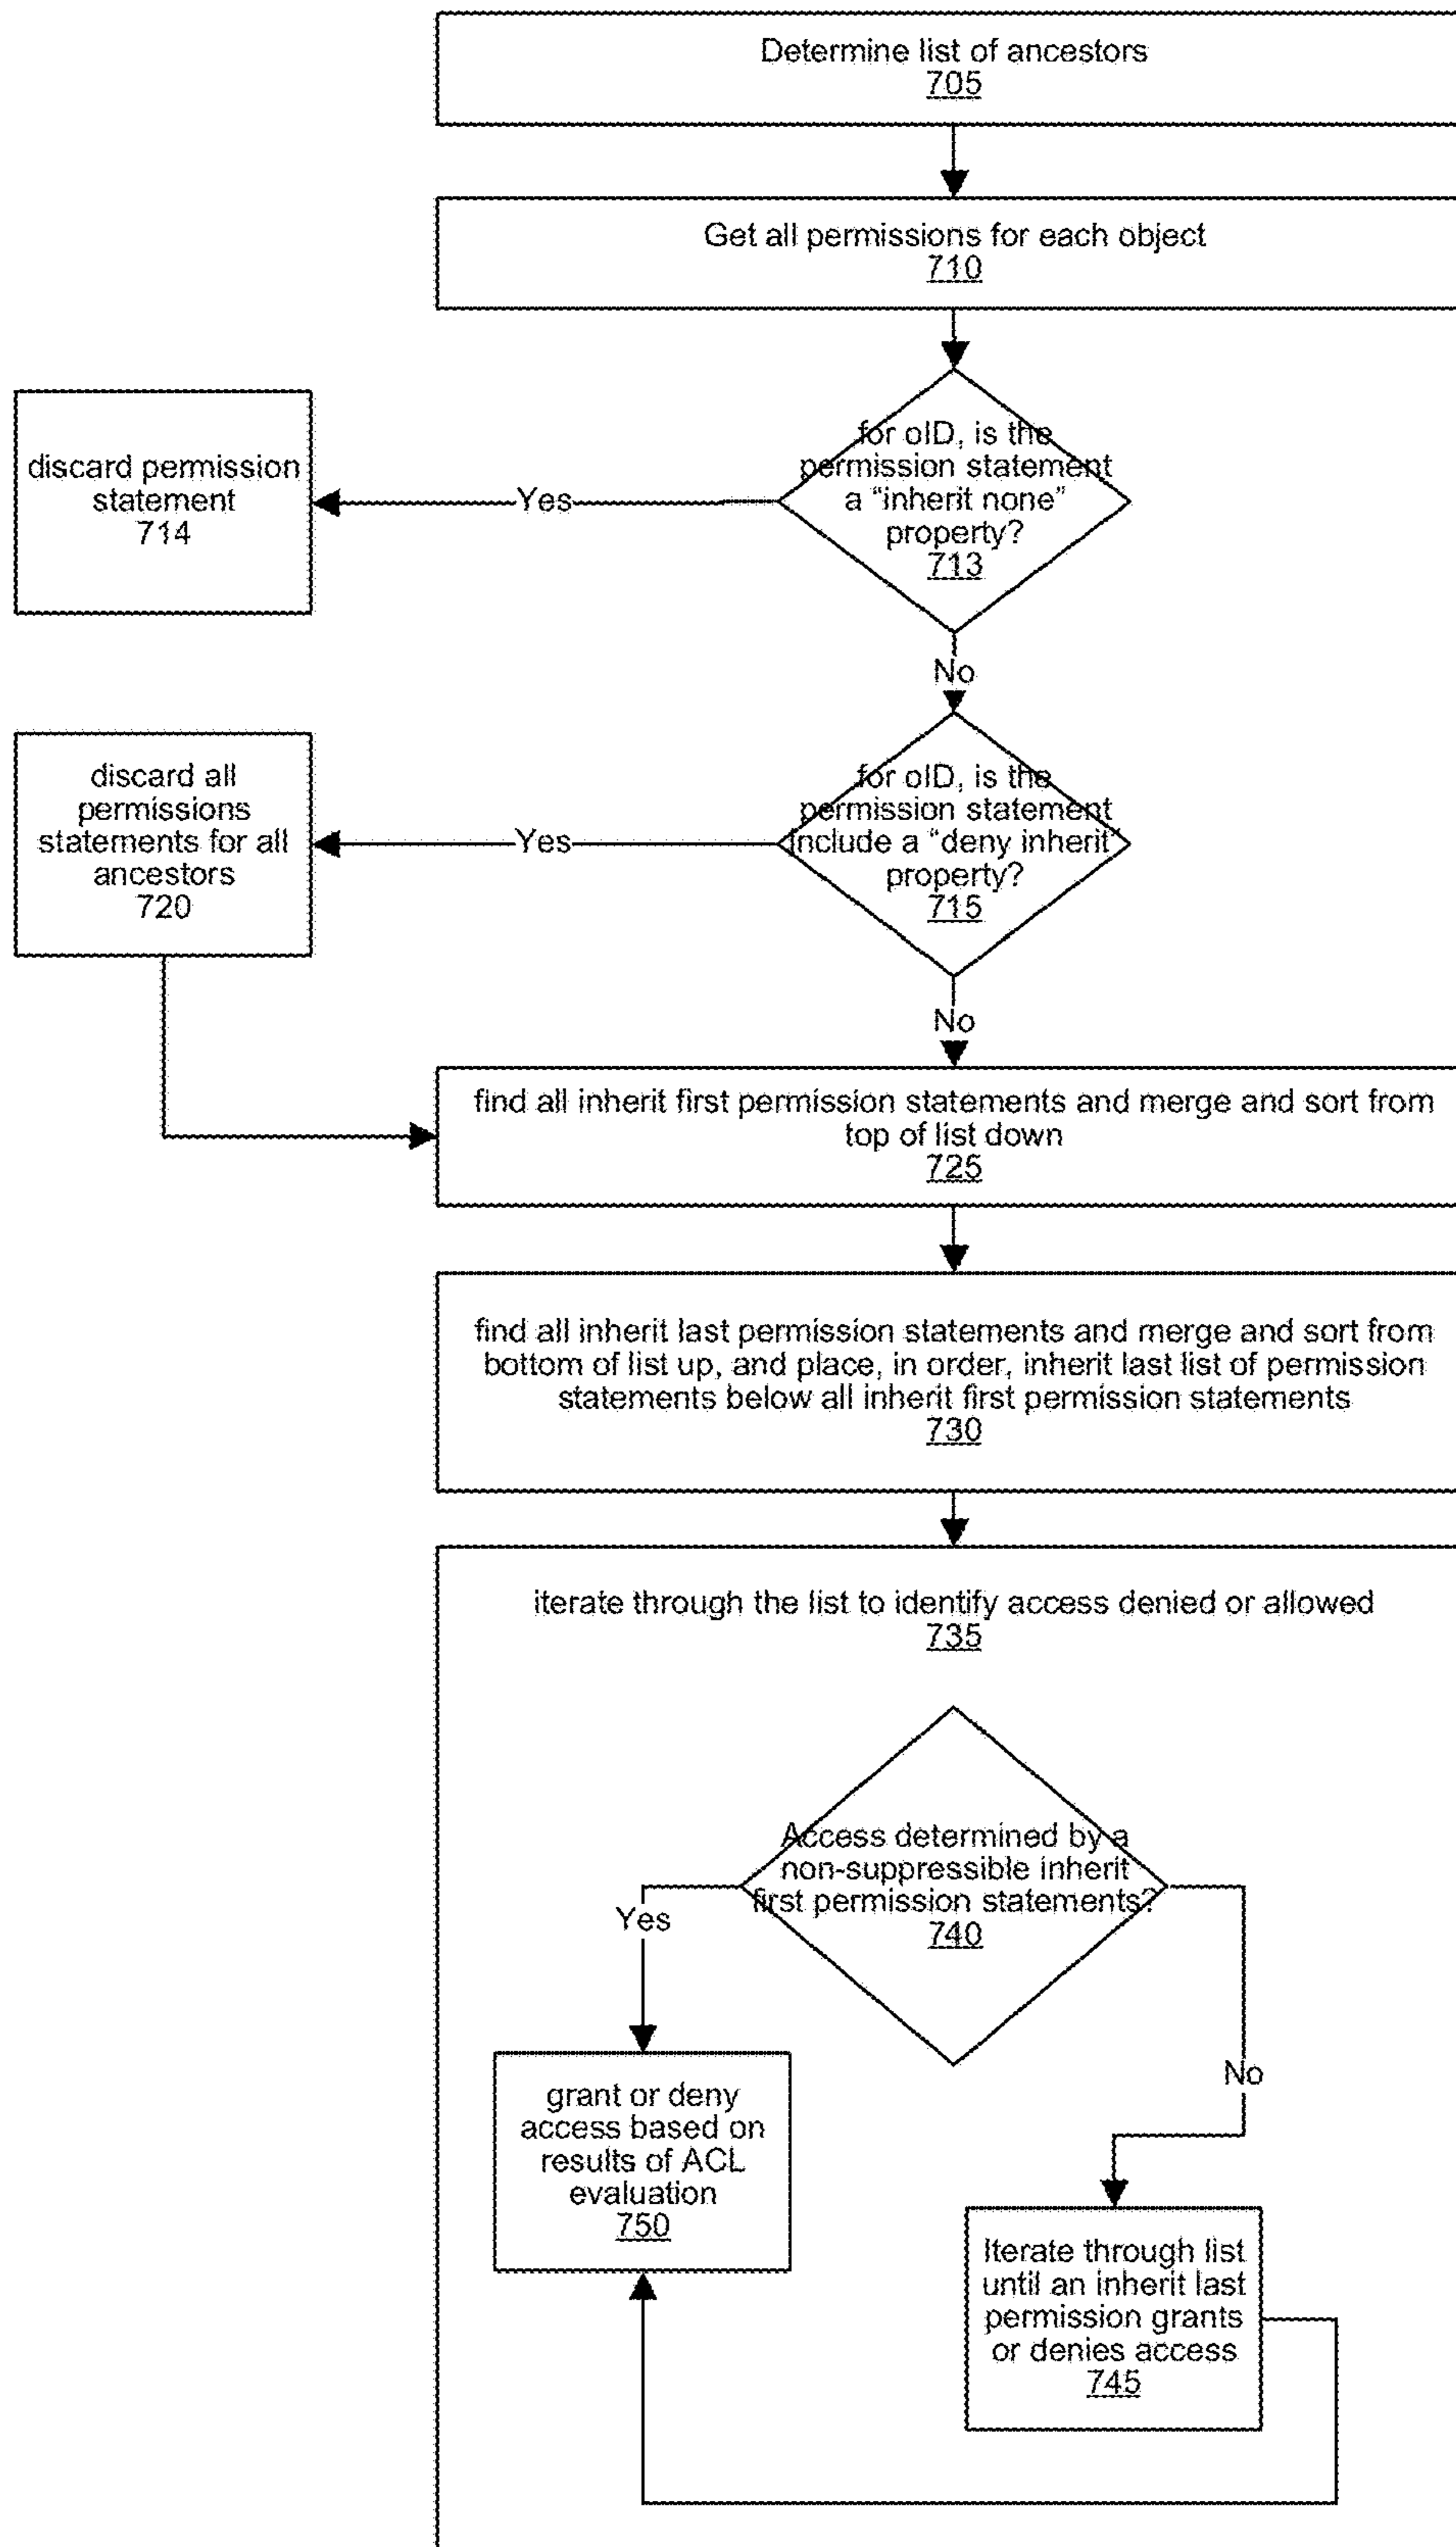 Determine list of ancestors
705
Get all permissions for each object
710
for oID, is the
permission statement
a “inherit none”
property?
713
Yes
discard permission
statement
714
No
for oID, is the
permission statement
include a “deny inherit”
property?
715
Yes
discard all
permissions
statements for all
ancestors
720
No
find all inherit first permission statements and merge and sort from
top of list down
725
find all inherit last permission statements and merge and sort from
bottom of list up, and place, in order, inherit last list of permission
statements below all inherit first permission statements
730
iterate through the list to identify access denied or allowed
735
Access determined by a
non-suppressible inherit
first permission statements?
740
Yes
No
grant or deny
access based on
results of ACL
evaluation
750
Iterate through list
until an inherit last
permission grants
or denies access
745